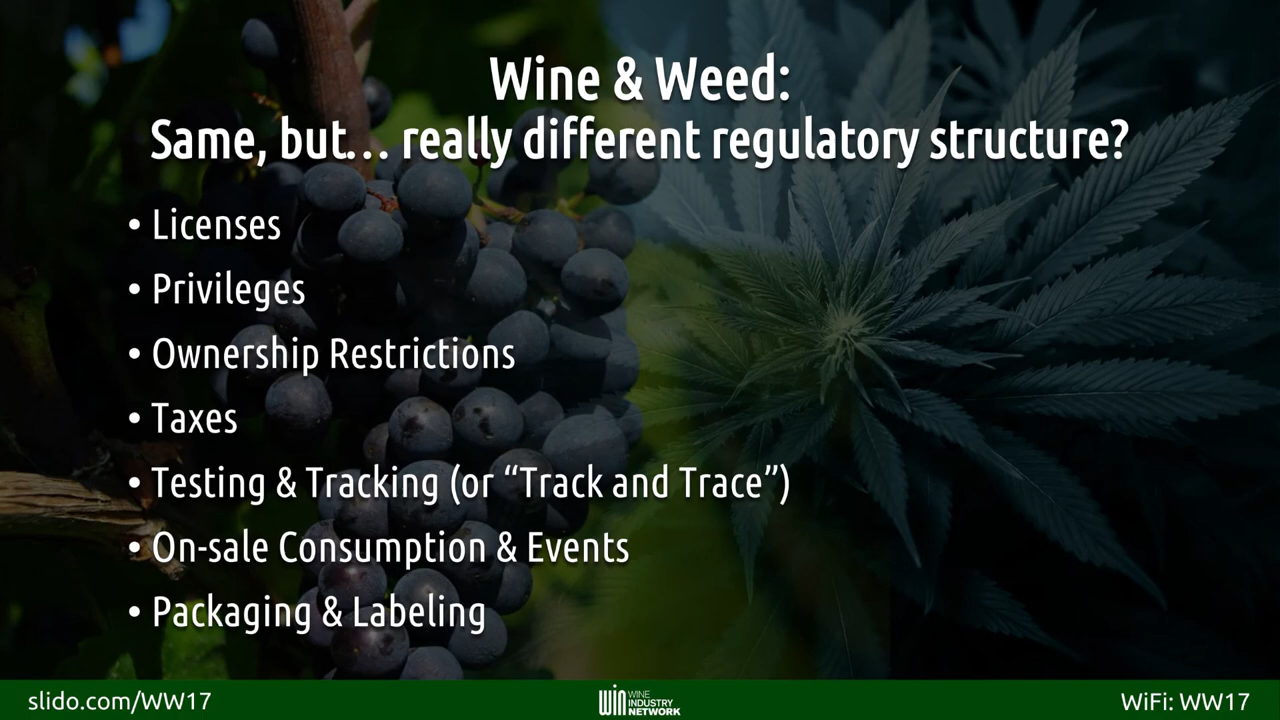 Wine & Weed:
Same, but… really different regulatory structure?
• Licenses
• Privileges
• Ownership Restrictions
• Taxes
• Testing & Tracking (or “Track and Trace”)
• On-sale Consumption & Events
• Packaging & Labeling
slido.com/WW17
win WINE
INDUSTRY
NETWORK
WiFi: WW17